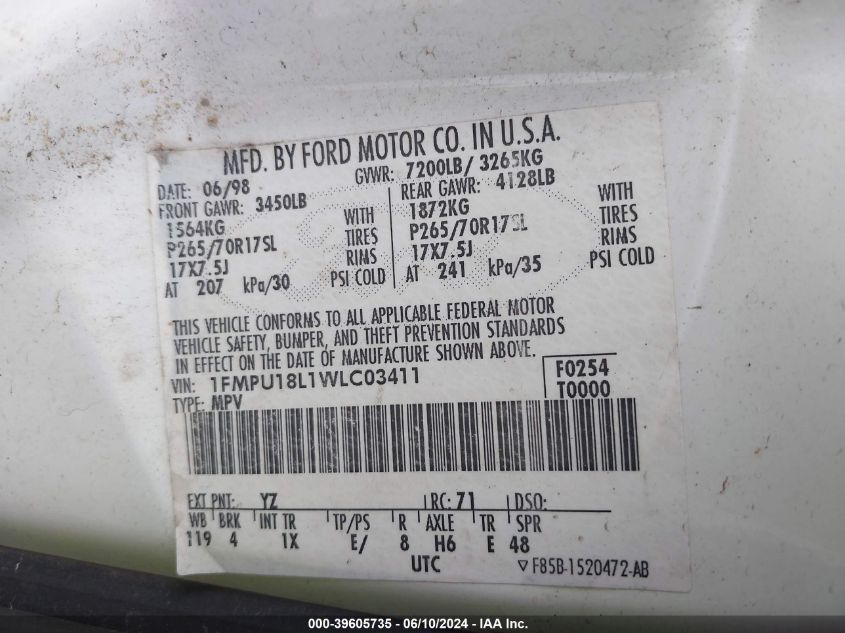 MFD. BY FORD MOTOR CO. IN U.S.A.
DATE: 06/98 GVWR: 7200LB/ 3265KG
FRONT GAWR: 3450LB REAR GAWR: 4128LB
1564KG WITH 1872KG WITH
P265/70R17SL TIRES P265/70R17SL TIRES
17X7.5J RIMS 17X7.5J RIMS
AT 207 kPa/30 PSI COLD AT 241 kPa/35 PSI COLD
THIS VEHICLE CONFORMS TO ALL APPLICABLE FEDERAL MOTOR
VEHICLE SAFETY, BUMPER, AND THEFT PREVENTION STANDARDS
IN EFFECT ON THE DATE OF MANUFACTURE SHOWN ABOVE.
VIN: 1FMPU18L1WLC03411 F0254
TYPE: MPV T0000
EXT PNT: YZ RC: 71 DSO:
WB BRK INT TR TP/PS R AXLE TR SPR
119 4 1X E/ 8 H6 E 48
UTC ▽F85B-1520472-AB
000-39605735 - 06/10/2024 - IAA Inc.